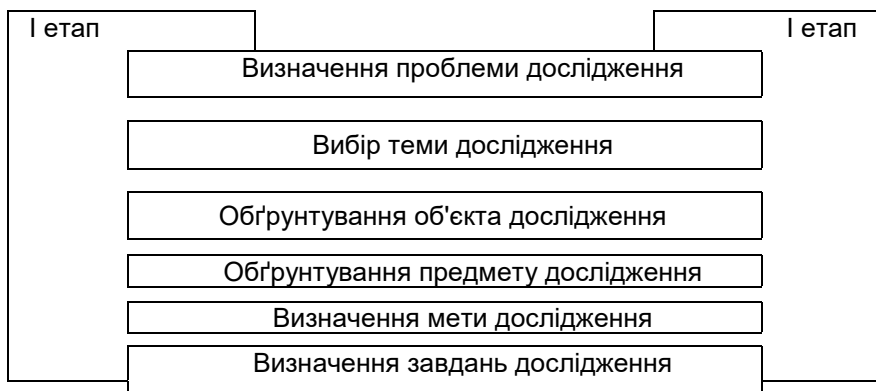 І етап
І етап
Визначення проблеми дослідження
Вибір теми дослідження
Обґрунтування об'єкта дослідження
Обґрунтування предмету дослідження
Визначення мети дослідження
Визначення завдань дослідження